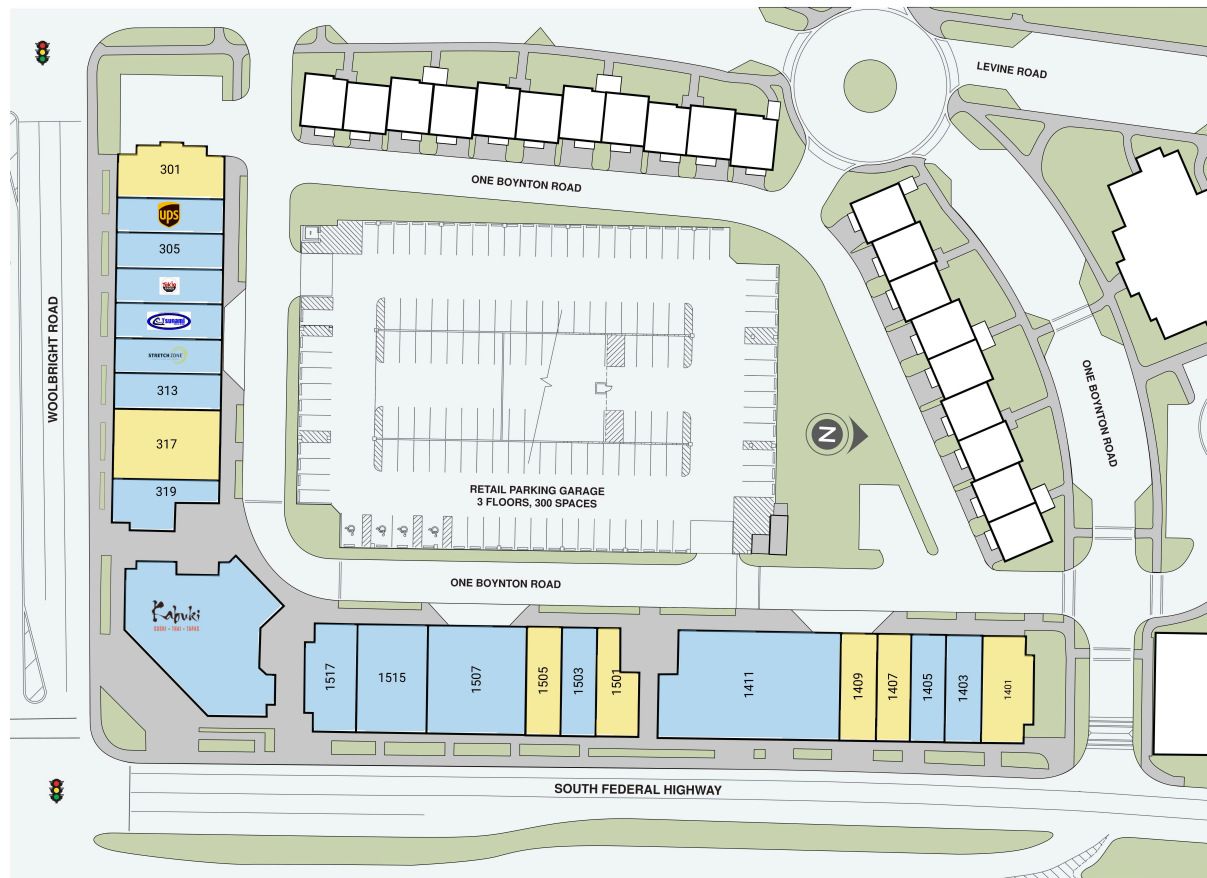 LEVINE ROAD
301
ups
305
Tsunami
STRETCH ZONE
313
317
319
WOOLBRIGHT ROAD
ONE BOYNTON ROAD
N
RETAIL PARKING GARAGE
3 FLOORS, 300 SPACES
ONE BOYNTON ROAD
ONE BOYNTON ROAD
Kabuki
SUSHI • THAI • TAPAS
1517
1515
1507
1505
1503
1501
1411
1409
1407
1405
1403
1401
SOUTH FEDERAL HIGHWAY